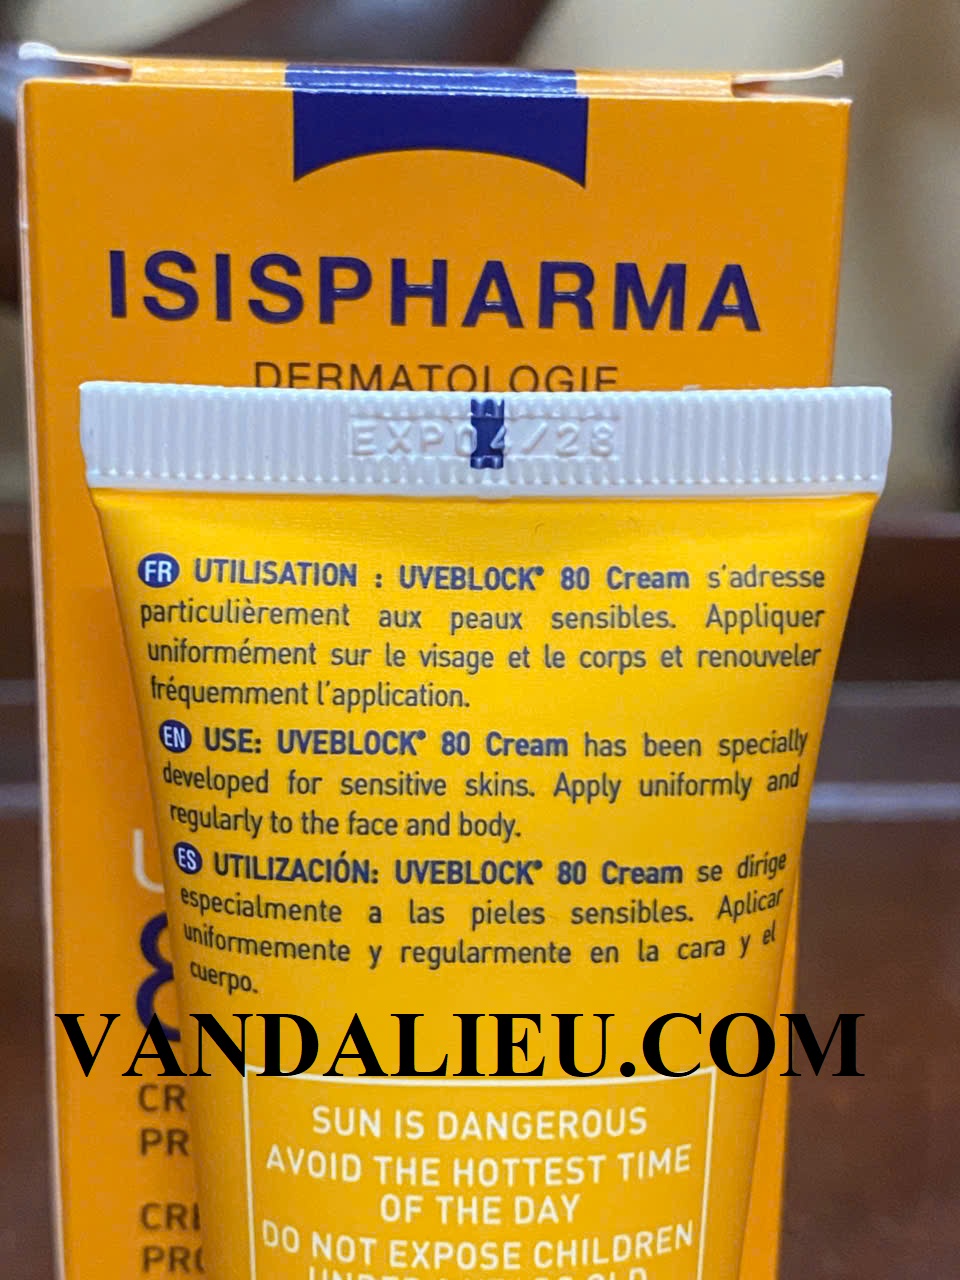 ISISPHARMA
DERMATOLOGIE
EXP 04/28
FR UTILISATION : UVEBLOCK® 80 Cream s'adresse
particulièrement aux peaux sensibles. Appliquer
uniformément sur le visage et le corps et renouveler
fréquemment l'application.
EN USE: UVEBLOCK® 80 Cream has been specially
developed for sensitive skins. Apply uniformly and
regularly to the face and body.
ES UTILIZACIÓN: UVEBLOCK® 80 Cream se dirige
especialmente a las pieles sensibles. Aplicar
uniformemente y regularmente en la cara y el
cuerpo.
VANDALIEU.COM
SUN IS DANGEROUS
AVOID THE HOTTEST TIME
OF THE DAY
DO NOT EXPOSE CHILDREN